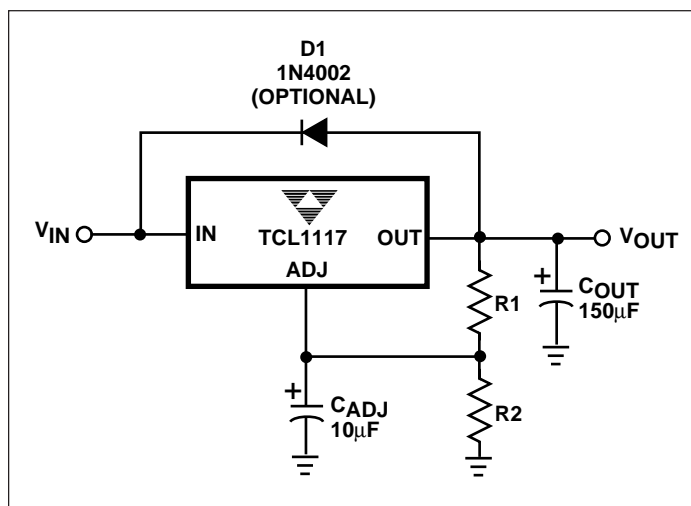 D1
1N4002
(OPTIONAL)
VIN
IN
TCL1117
OUT
ADJ
VOUT
+
COUT
150µF
R1
+
CADJ
10µF
R2